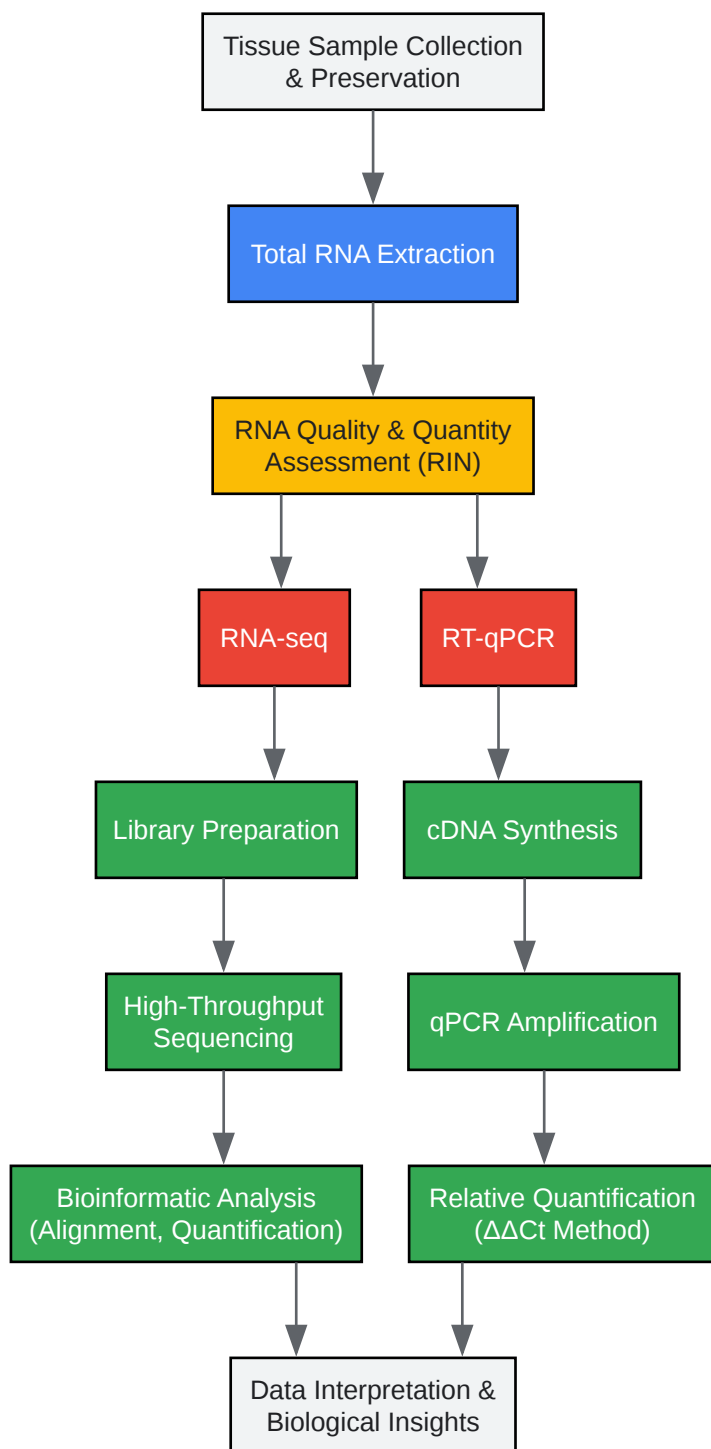 Tissue Sample Collection
& Preservation
Total RNA Extraction
RNA Quality & Quantity
Assessment (RIN)
RNA-seq
RT-qPCR
Library Preparation
cDNA Synthesis
High-Throughput
Sequencing
qPCR Amplification
Bioinformatic Analysis
(Alignment, Quantification)
Relative Quantification
(ΔΔCt Method)
Data Interpretation &
Biological Insights